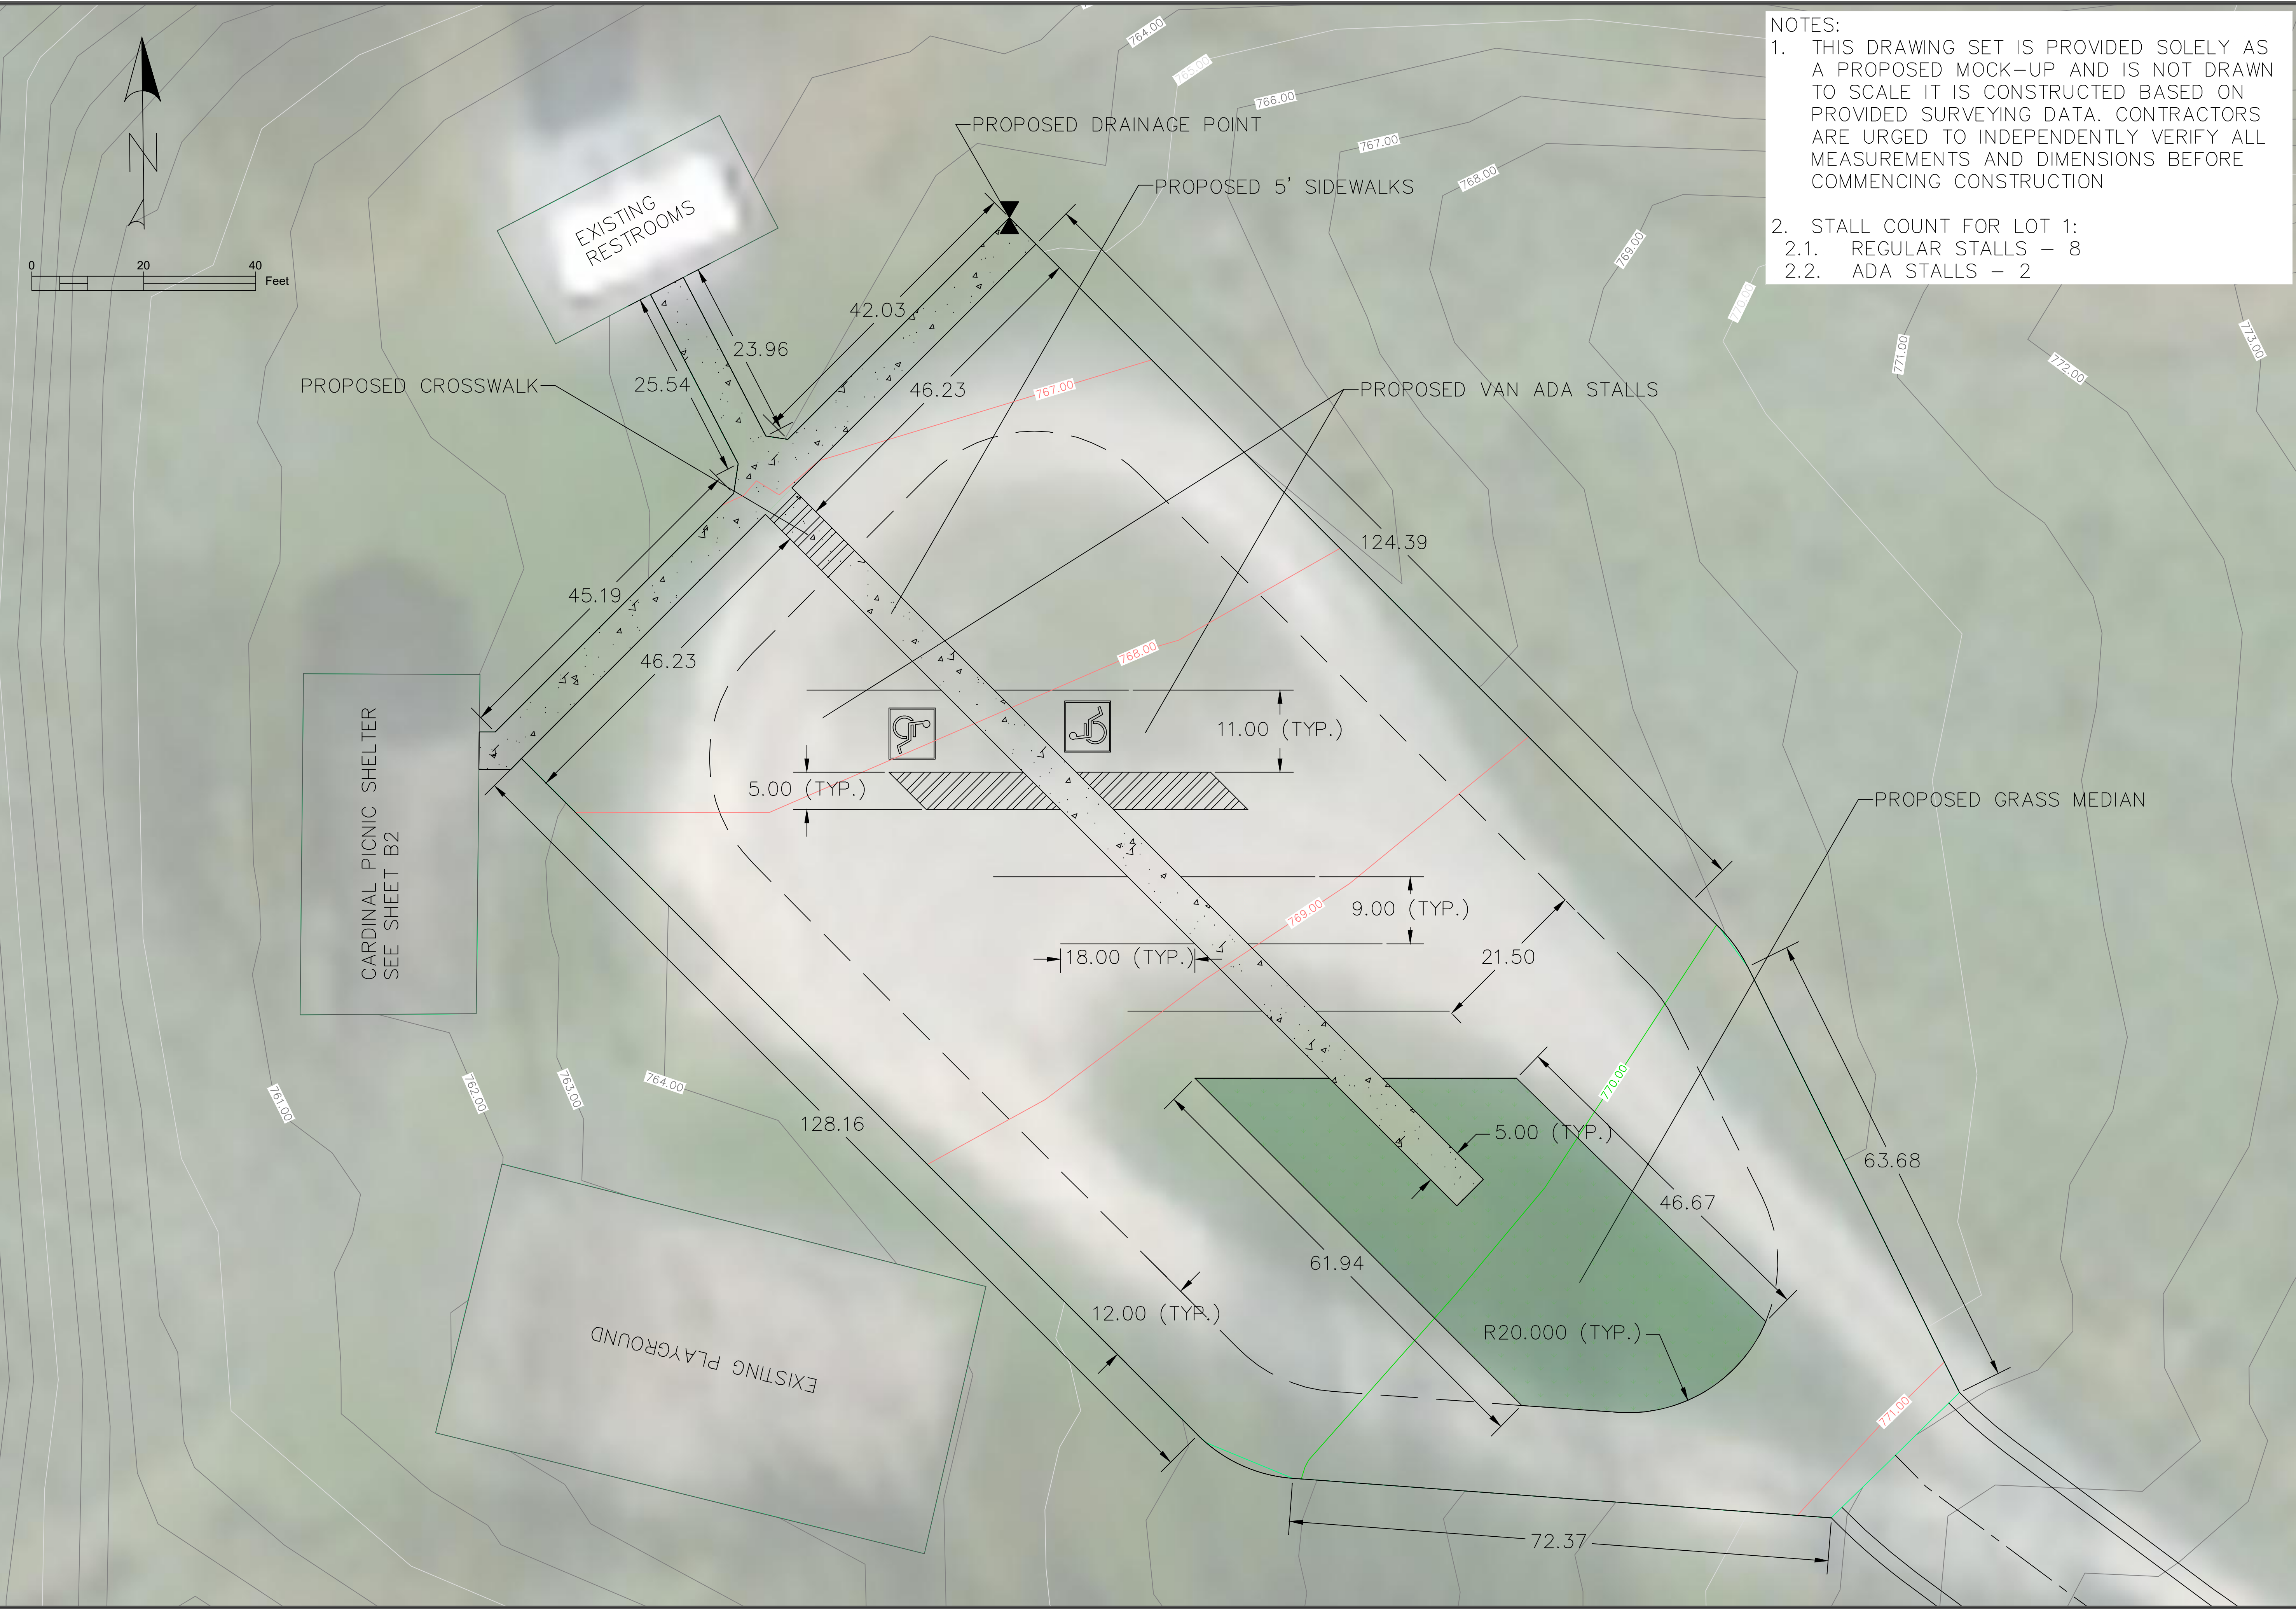 NOTES:
1. THIS DRAWING SET IS PROVIDED SOLELY AS
A PROPOSED MOCK-UP AND IS NOT DRAWN
TO SCALE IT IS CONSTRUCTED BASED ON
PROVIDED SURVEYING DATA. CONTRACTORS
ARE URGED TO INDEPENDENTLY VERIFY ALL
MEASUREMENTS AND DIMENSIONS BEFORE
COMMENCING CONSTRUCTION
2. STALL COUNT FOR LOT 1:
2.1. REGULAR STALLS - 8
2.2. ADA STALLS - 2
N
0 20 40
Feet
764.00
765.00
766.00
767.00
768.00
769.00
770.00
771.00
772.00
773.00
PROPOSED DRAINAGE POINT
PROPOSED 5' SIDEWALKS
EXISTING
RESTROOMS
42.03
23.96
25.54
46.23
PROPOSED CROSSWALK
767.00
PROPOSED VAN ADA STALLS
124.39
45.19
46.23
768.00
11.00 (TYP.)
5.00 (TYP.)
CARDINAL PICNIC SHELTER
SEE SHEET B2
PROPOSED GRASS MEDIAN
9.00 (TYP.)
769.00
18.00 (TYP.)
21.50
770.00
761.00
762.00
763.00
764.00
128.16
5.00 (TYP.)
63.68
46.67
61.94
12.00 (TYP.)
R20.000 (TYP.)
EXISTING PLAYGROUND
771.00
72.37